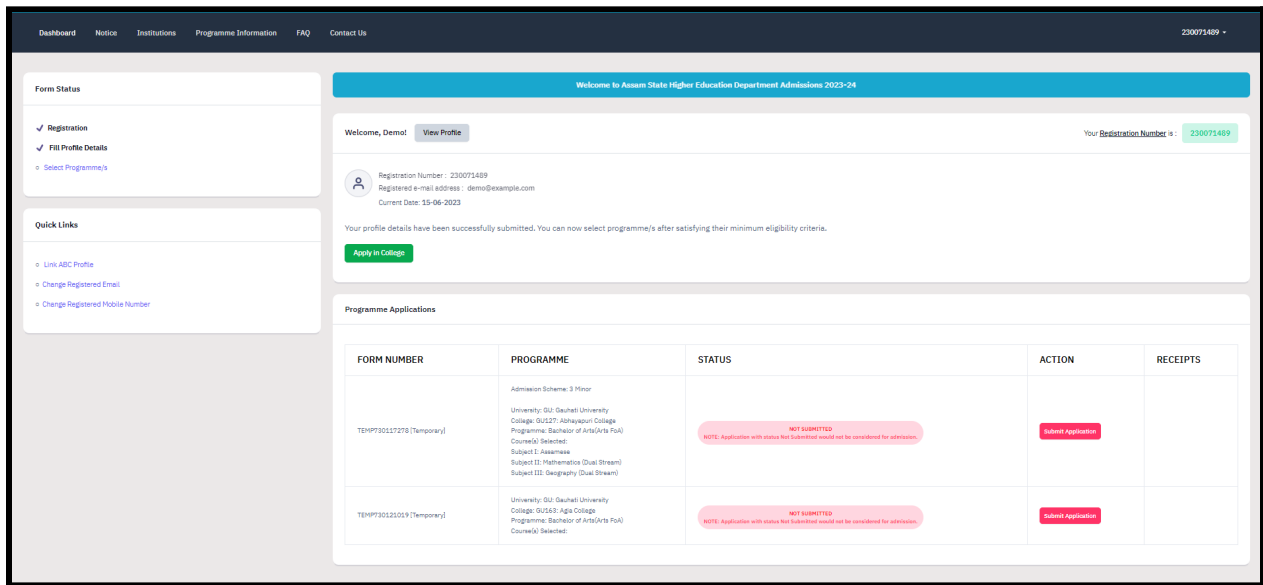 Dashboard Notice Institutions Programme Information FAQ Contact Us 230071489
Form Status
Registration
Fill Profile Details
Select Programme/s
Quick Links
Link ABC Profile
Change Registered Email
Change Registered Mobile Number
Welcome to Assam State Higher Education Department Admissions 2023-24
Welcome, Demo! View Profile Your Registration Number is : 230071489
Registration Number : 230071489
Registered e-mail address : demo@example.com
Current Date: 15-06-2023
Your profile details have been successfully submitted. You can now select programme/s after satisfying their minimum eligibility criteria.
Apply in College
Programme Applications
FORM NUMBER PROGRAMME STATUS ACTION RECEIPTS
TEMP730117278 [Temporary]
Admission Scheme: 3 Minor
University: GU: Gauhati University
College: GU127: Abhayapuri College
Programme: Bachelor of Arts(Arts FoA)
Course(s) Selected:
Subject I: Assamese
Subject II: Mathematics (Dual Stream)
Subject III: Geography (Dual Stream)
NOT SUBMITTED
NOTE: Application with status Not Submitted would not be considered for admission.
Submit Application
TEMP730121019 [Temporary]
University: GU: Gauhati University
College: GU163: Agia College
Programme: Bachelor of Arts(Arts FoA)
Course(s) Selected:
NOT SUBMITTED
NOTE: Application with status Not Submitted would not be considered for admission.
Submit Application